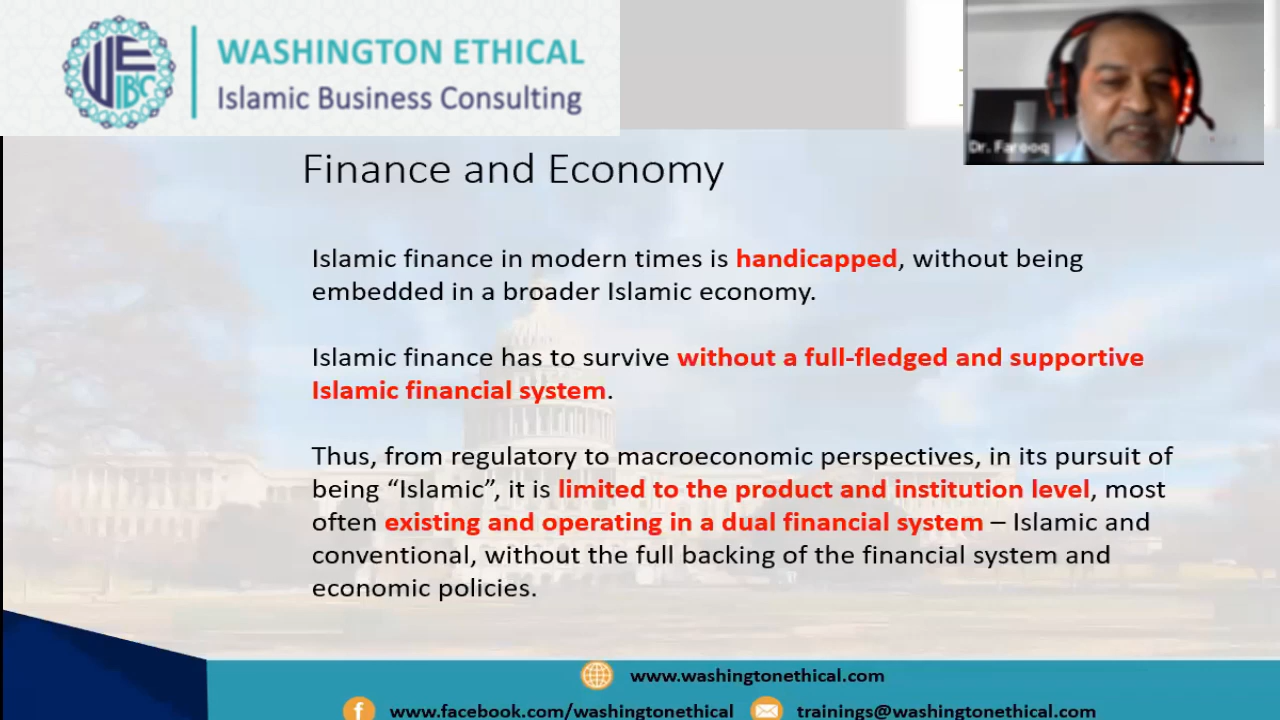 WEIBC
WASHINGTON ETHICAL
Islamic Business Consulting
Dr. Farooq
Finance and Economy
Islamic finance in modern times is handicapped, without being
embedded in a broader Islamic economy.
Islamic finance has to survive without a full-fledged and supportive
Islamic financial system.
Thus, from regulatory to macroeconomic perspectives, in its pursuit of
being “Islamic”, it is limited to the product and institution level, most
often existing and operating in a dual financial system – Islamic and
conventional, without the full backing of the financial system and
economic policies.
www.washingtonethical.com
www.facebook.com/washingtonethical
trainings@washingtonethical.com